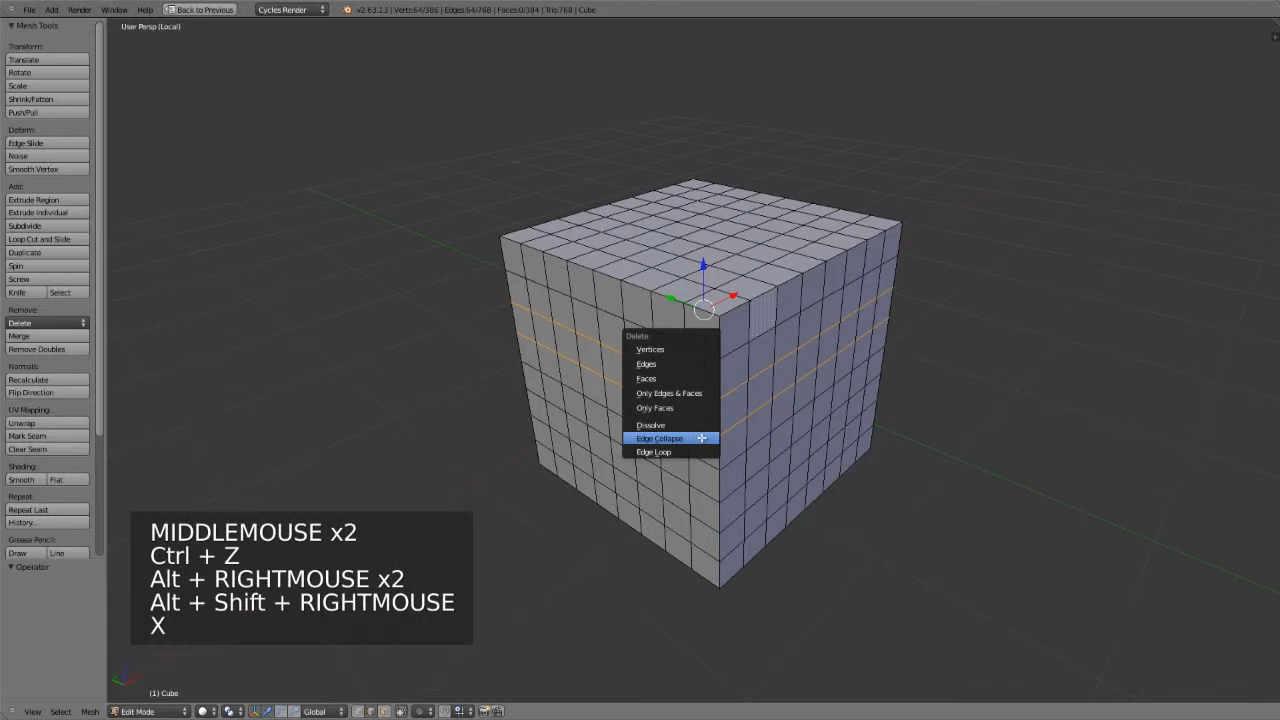 File Add Render Window Help Back to Previous Cycles Render v2.63.13 | Verts:64/386 | Edges:64/768 | Faces:0/384 | Tris:768 | Cube
Mesh Tools
User Persp (Local)
Transform:
Translate
Rotate
Scale
Shrink/Fatten
Push/Pull
Deform:
Edge Slide
Noise
Smooth Vertex
Add:
Extrude Region
Extrude Individual
Subdivide
Loop Cut and Slide
Duplicate
Spin
Screw
Knife Select
Remove:
Delete
Merge
Remove Doubles
Normals:
Recalculate
Flip Direction
UV Mapping:
Unwrap
Mark Seam
Clear Seam
Shading:
Smooth Flat
Repeat:
Repeat Last
History...
Grease Pencil:
Draw Line
Operator
Delete
Vertices
Edges
Faces
Only Edges & Faces
Only Faces
Dissolve
Edge Collapse
Edge Loop
MIDDLEMOUSE x2
Ctrl + Z
Alt + RIGHTMOUSE x2
Alt + Shift + RIGHTMOUSE
X
(1) Cube
View Select Mesh Edit Mode Global